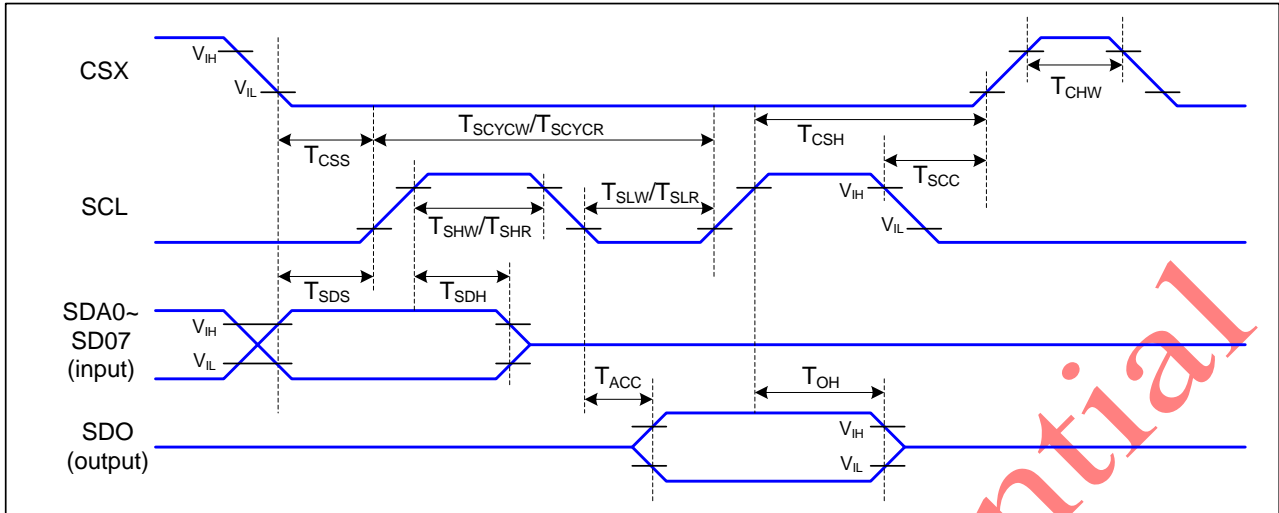 CSX
VIH
VIL
TCHW
TCSS
TSCYCW/TSCYCR
TCSH
TSCC
SCL
TSHW/TSHR
TSLW/TSLR
VIH
VIL
TSDS
TSDH
SDA0~
SD07
(input)
VIH
VIL
TACC
TOH
SDO
(output)
VIH
VIL
ntial